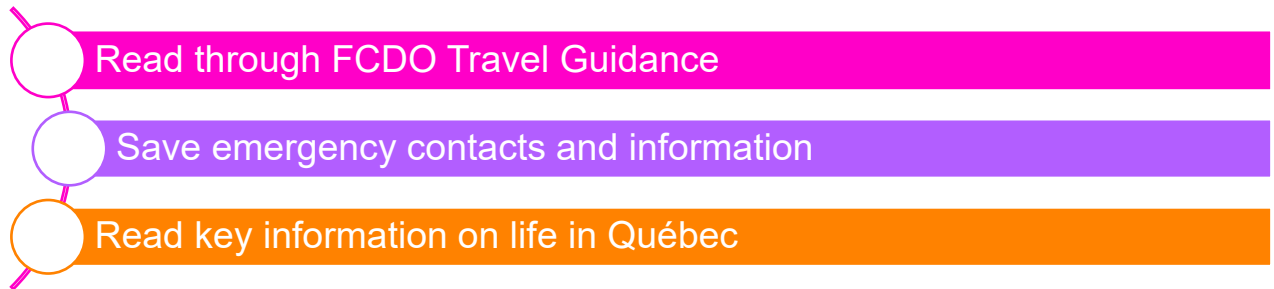 Read through FCDO Travel Guidance
Save emergency contacts and information
Read key information on life in Québec